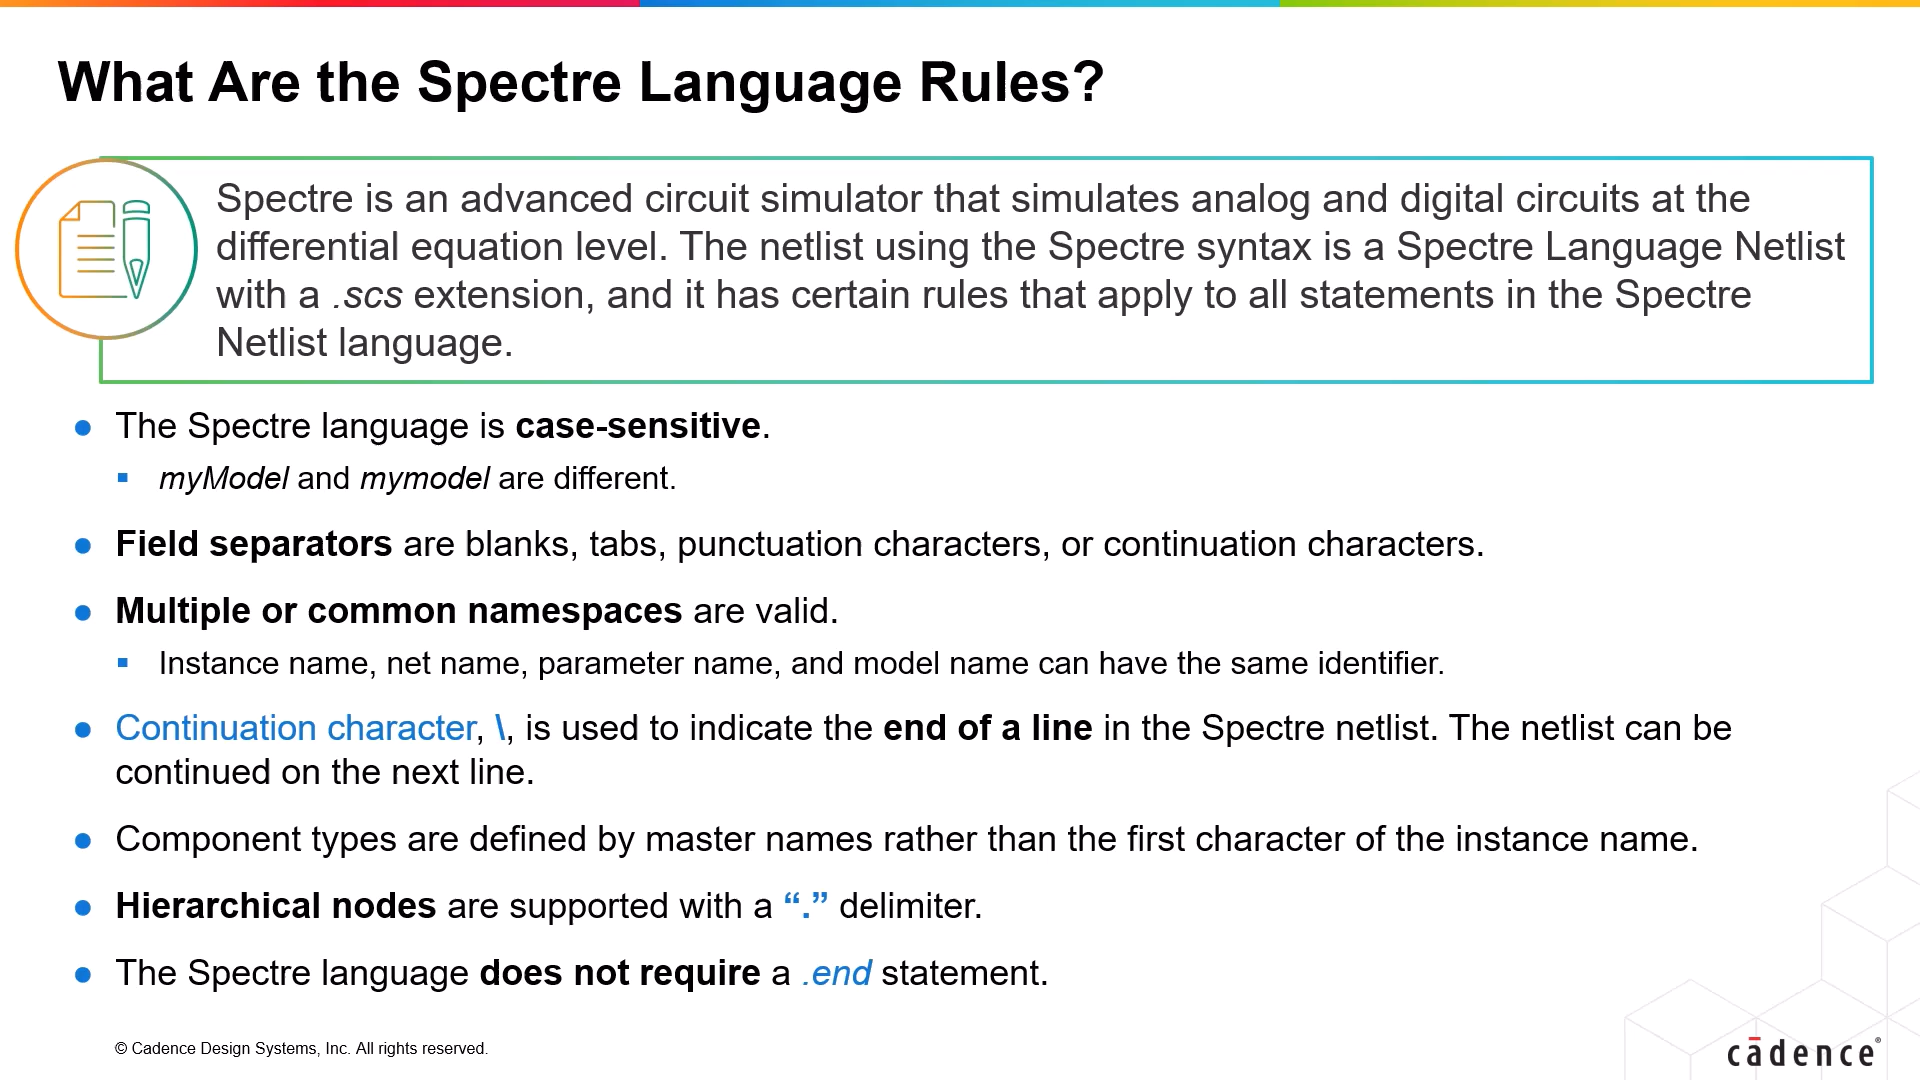 What Are the Spectre Language Rules?
Spectre is an advanced circuit simulator that simulates analog and digital circuits at the
differential equation level. The netlist using the Spectre syntax is a Spectre Language Netlist
with a .scs extension, and it has certain rules that apply to all statements in the Spectre
Netlist language.
● The Spectre language is case-sensitive.
▪ myModel and mymodel are different.
● Field separators are blanks, tabs, punctuation characters, or continuation characters.
● Multiple or common namespaces are valid.
▪ Instance name, net name, parameter name, and model name can have the same identifier.
● Continuation character, \, is used to indicate the end of a line in the Spectre netlist. The netlist can be
continued on the next line.
● Component types are defined by master names rather than the first character of the instance name.
● Hierarchical nodes are supported with a “.” delimiter.
● The Spectre language does not require a .end statement.
© Cadence Design Systems, Inc. All rights reserved.
cādence®